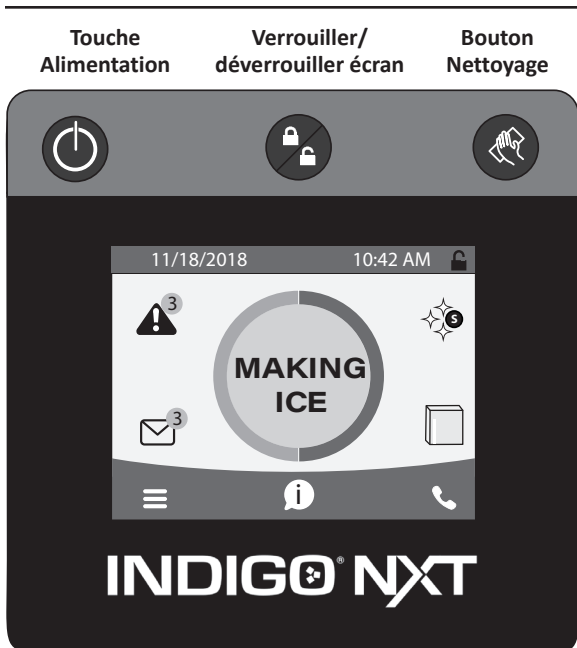 Touche
Alimentation
Verrouiller/
déverrouiller écran
Bouton
Nettoyage
11/18/2018 10:42 AM
3
S
MAKING
ICE
3
i
INDIGO® NXT